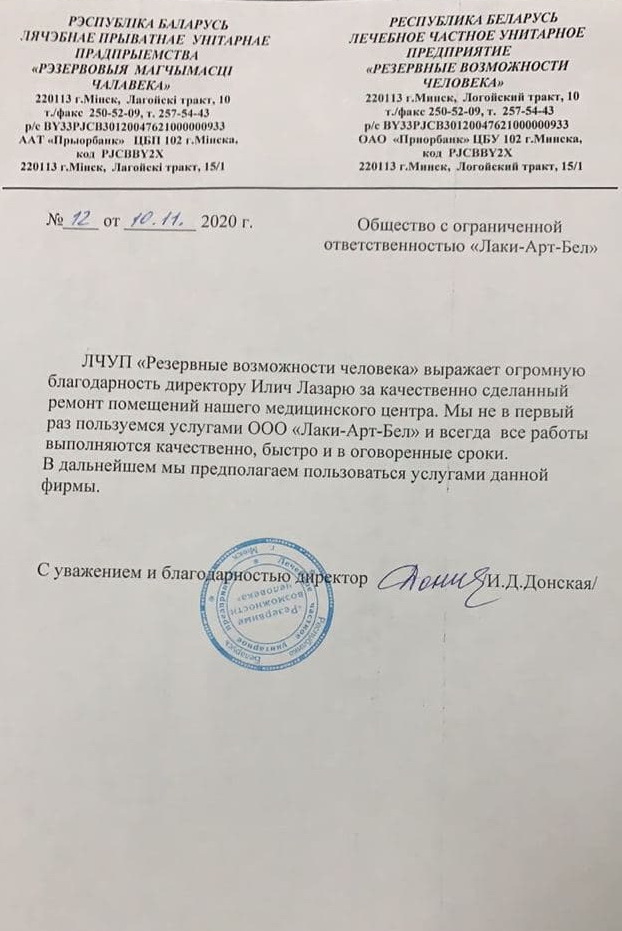 РЭСПУБЛІКА БАЛАРУСЬ
ЛЯЧЭБНАЕ ПРЫВАТНАЕ УНІТАРНАЕ
ПРАДПРЫЕМСТВА
«РЭЗЕРВОВЫЯ МАГЧЫМАСЦІ
ЧАЛАВЕКА»
220113 г.Мінск, Лагойскі тракт, 10
т./факс 250-52-09, т. 257-54-43
р/с BY33PJCB30120047621000000933
ААТ «Прыорбанк» ЦБП 102 г.Мінска,
код PJCBBY2X
220113 г.Мінск, Лагойскі тракт, 15/1
РЕСПУБЛИКА БЕЛАРУСЬ
ЛЕЧЕБНОЕ ЧАСТНОЕ УНИТАРНОЕ
ПРЕДПРИЯТИЕ
«РЕЗЕРВНЫЕ ВОЗМОЖНОСТИ
ЧЕЛОВЕКА»
220113 г.Минск, Логойский тракт, 10
т./факс 250-52-09, т. 257-54-43
р/с BY33PJCB30120047621000000933
ОАО «Приорбанк» ЦБУ 102 г.Минска,
код PJCBBY2X
220113 г.Минск, Логойский тракт, 15/1
№ 12 от 10.11. 2020 г.
Общество с ограниченной
ответственностью «Лаки-Арт-Бел»
ЛЧУП «Резервные возможности человека» выражает огромную
благодарность директору Илич Лазарю за качественно сделанный
ремонт помещений нашего медицинского центра. Мы не в первый
раз пользуемся услугами ООО «Лаки-Арт-Бел» и всегда все работы
выполняются качественно, быстро и в оговоренные сроки.
В дальнейшем мы предполагаем пользоваться услугами данной
фирмы.
С уважением и благодарностью директор /И.Д.Донская/
Республика Беларусь г. Минск
Лечебное частное унитарное предприятие
"Резервные
возможности
человека"